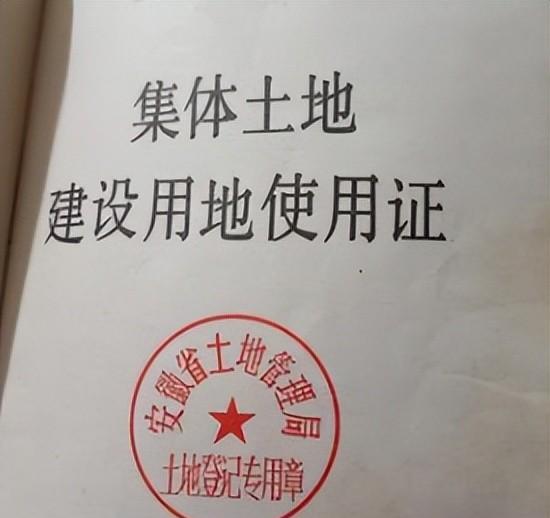 集体土地
建设用地使用证
安徽省土地管理局
土地登记专用章